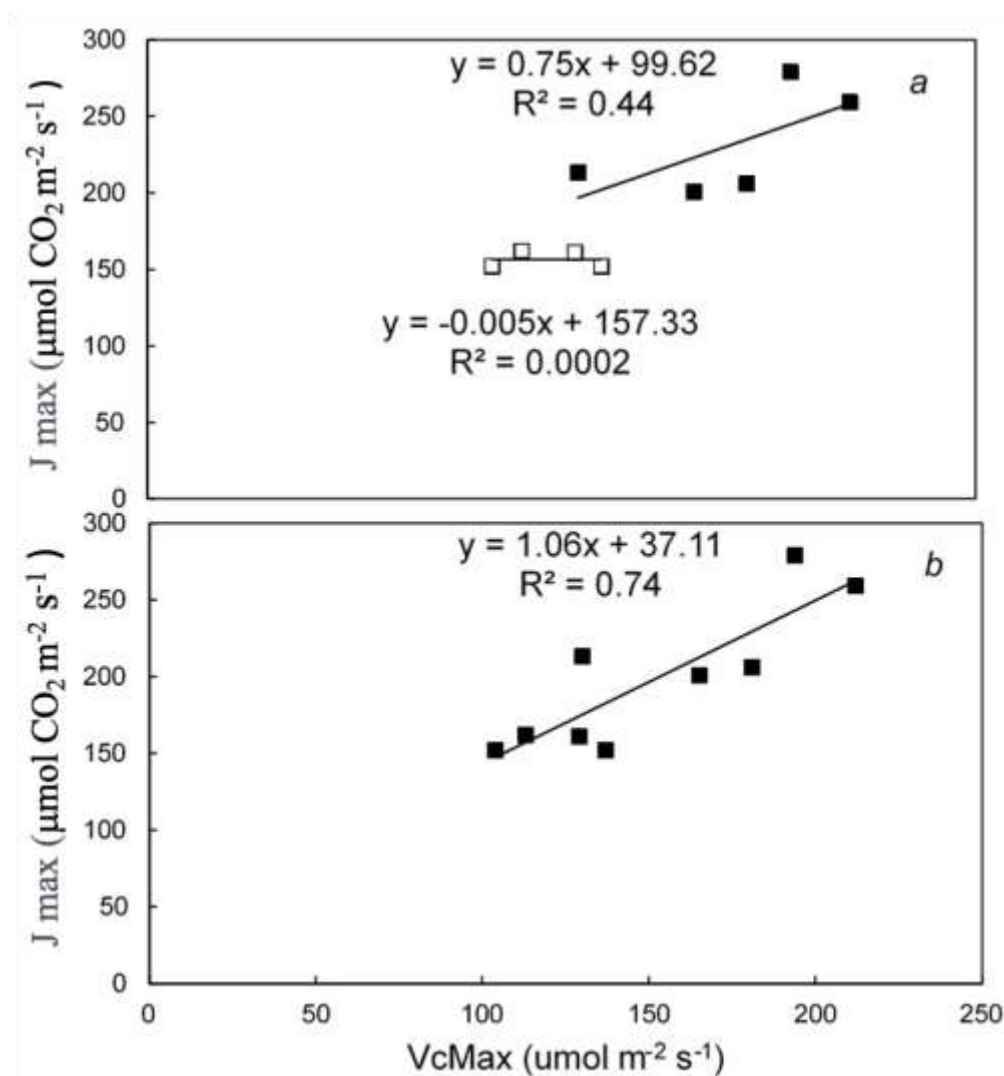 300
250
200
150
100
50
0
J max (μmol CO₂ m⁻² s⁻¹ )
y = 0.75x + 99.62
R² = 0.44
a
y = -0.005x + 157.33
R² = 0.0002
300
250
200
150
100
50
0
J max (μmol CO₂ m⁻² s⁻¹ )
y = 1.06x + 37.11
R² = 0.74
b
0 50 100 150 200 250
VcMax (umol m⁻² s⁻¹)